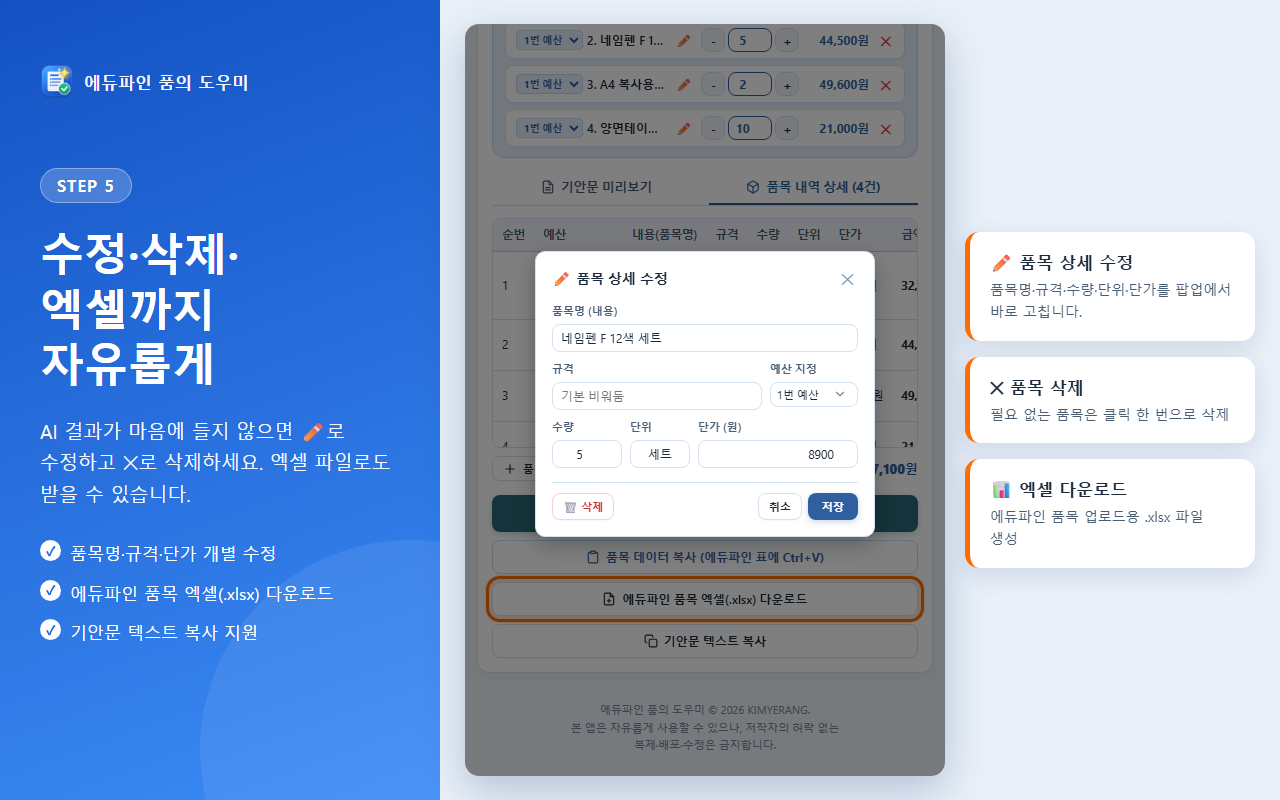 에듀파인 품의 도우미
STEP 5
수정·삭제·
엑셀까지
자유롭게
AI 결과가 마음에 들지 않으면 ✏️로
수정하고 ✕로 삭제하세요. 엑셀 파일로도
받을 수 있습니다.
품목명·규격·단가 개별 수정
에듀파인 품목 엑셀(.xlsx) 다운로드
기안문 텍스트 복사 지원
1번 예산 2. 네임펜 F 1... - 5 + 44,500원
1번 예산 3. A4 복사용... - 2 + 49,600원
1번 예산 4. 양면테이... - 10 + 21,000원
기안문 미리보기 품목 내역 상세 (4건)
순번 예산 내용(품목명) 규격 수량 단위 단가 금액
1 32,
2 44,
3 원 49,
4 21
품목 상세 수정
품목명 (내용)
네임펜 F 12색 세트
규격 예산 지정
기본 비워둠 1번 예산
수량 단위 단가 (원)
5 세트 8900
+ 품 7,100원
삭제 취소 저장
품목 데이터 복사 (에듀파인 표에 Ctrl+V)
에듀파인 품목 엑셀(.xlsx) 다운로드
기안문 텍스트 복사
에듀파인 품의 도우미 © 2026 KIMYERANG.
본 앱은 자유롭게 사용할 수 있으나, 저작자의 허락 없는
복제·배포·수정은 금지합니다.
품목 상세 수정
품목명·규격·수량·단위·단가를 팝업에서
바로 고칩니다.
✕ 품목 삭제
필요 없는 품목은 클릭 한 번으로 삭제
엑셀 다운로드
에듀파인 품목 업로드용 .xlsx 파일
생성